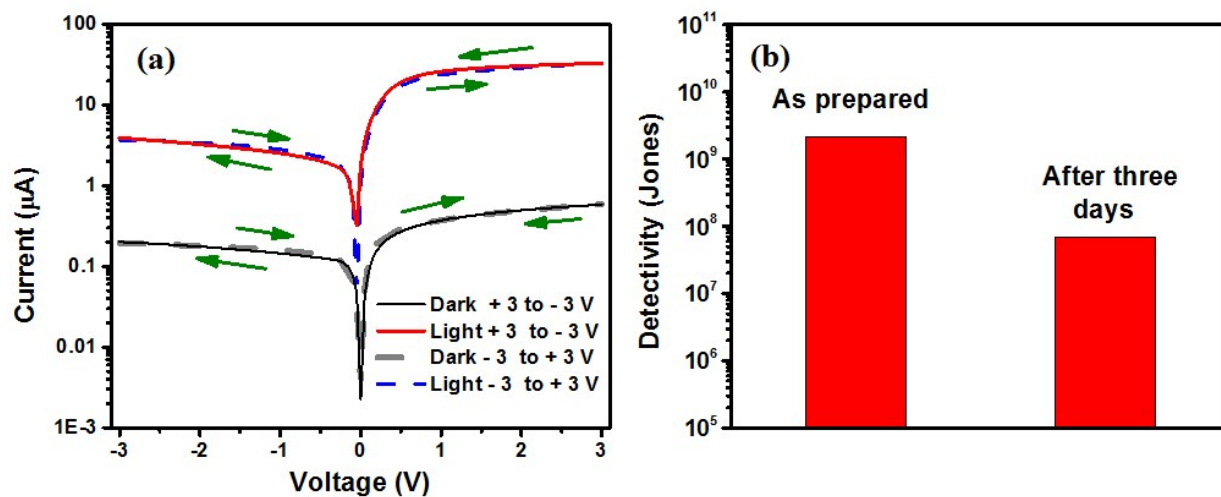 (a)
100
10
1
0.1
0.01
1E-3
Current (μA)
-3 -2 -1 0 1 2 3
Voltage (V)
Dark + 3 to - 3 V
Light + 3 to - 3 V
Dark - 3 to + 3 V
Light - 3 to + 3 V
(b)
10¹¹
10¹⁰
10⁹
10⁸
10⁷
10⁶
10⁵
Detectivity (Jones)
As prepared
After three
days